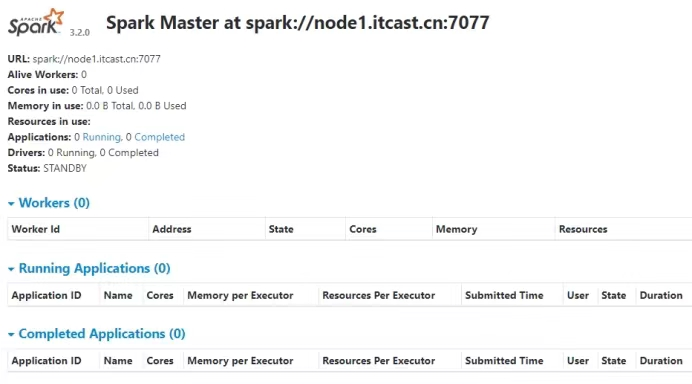 APACHE Spark 3.2.0 Spark Master at spark://node1.itcast.cn:7077
URL: spark://node1.itcast.cn:7077
Alive Workers: 0
Cores in use: 0 Total, 0 Used
Memory in use: 0.0 B Total, 0.0 B Used
Resources in use:
Applications: 0 Running, 0 Completed
Drivers: 0 Running, 0 Completed
Status: STANDBY
Workers (0)
Worker Id Address State Cores Memory Resources
Running Applications (0)
Application ID Name Cores Memory per Executor Resources Per Executor Submitted Time User State Duration
Completed Applications (0)
Application ID Name Cores Memory per Executor Resources Per Executor Submitted Time User State Duration